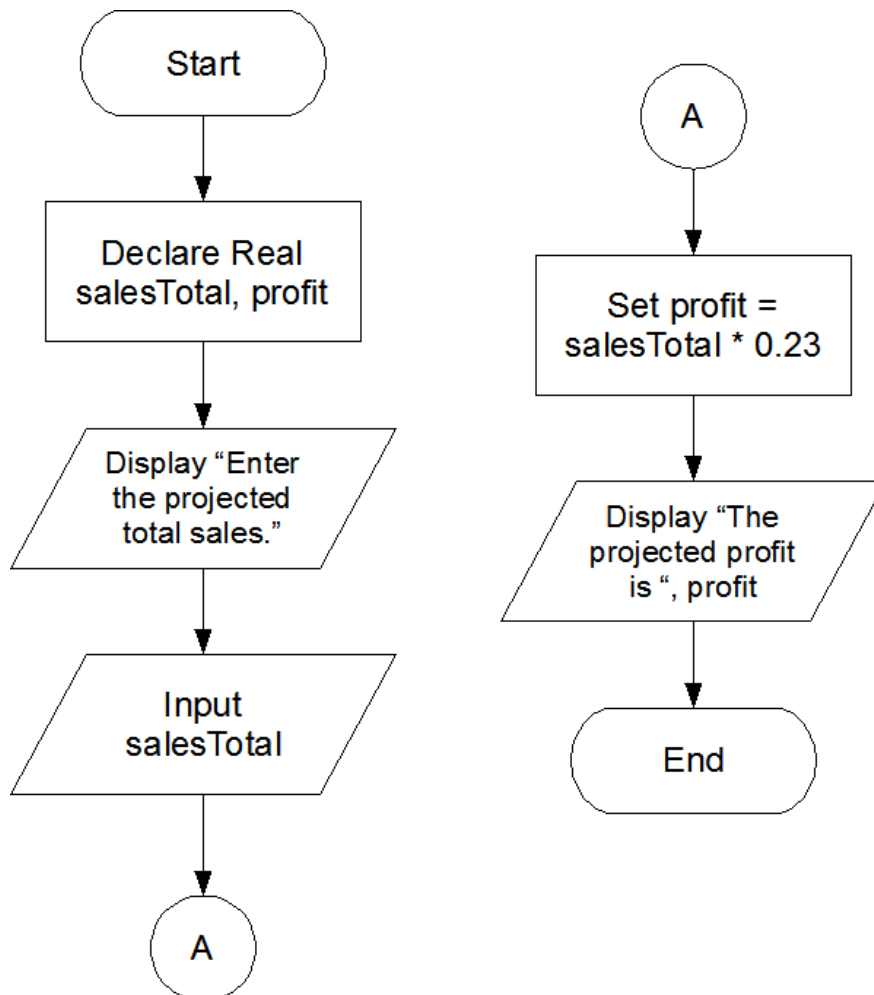 Start
Declare Real
salesTotal, profit
Display “Enter
the projected
total sales.”
Input
salesTotal
A
A
Set profit =
salesTotal * 0.23
Display “The
projected profit
is “, profit
End